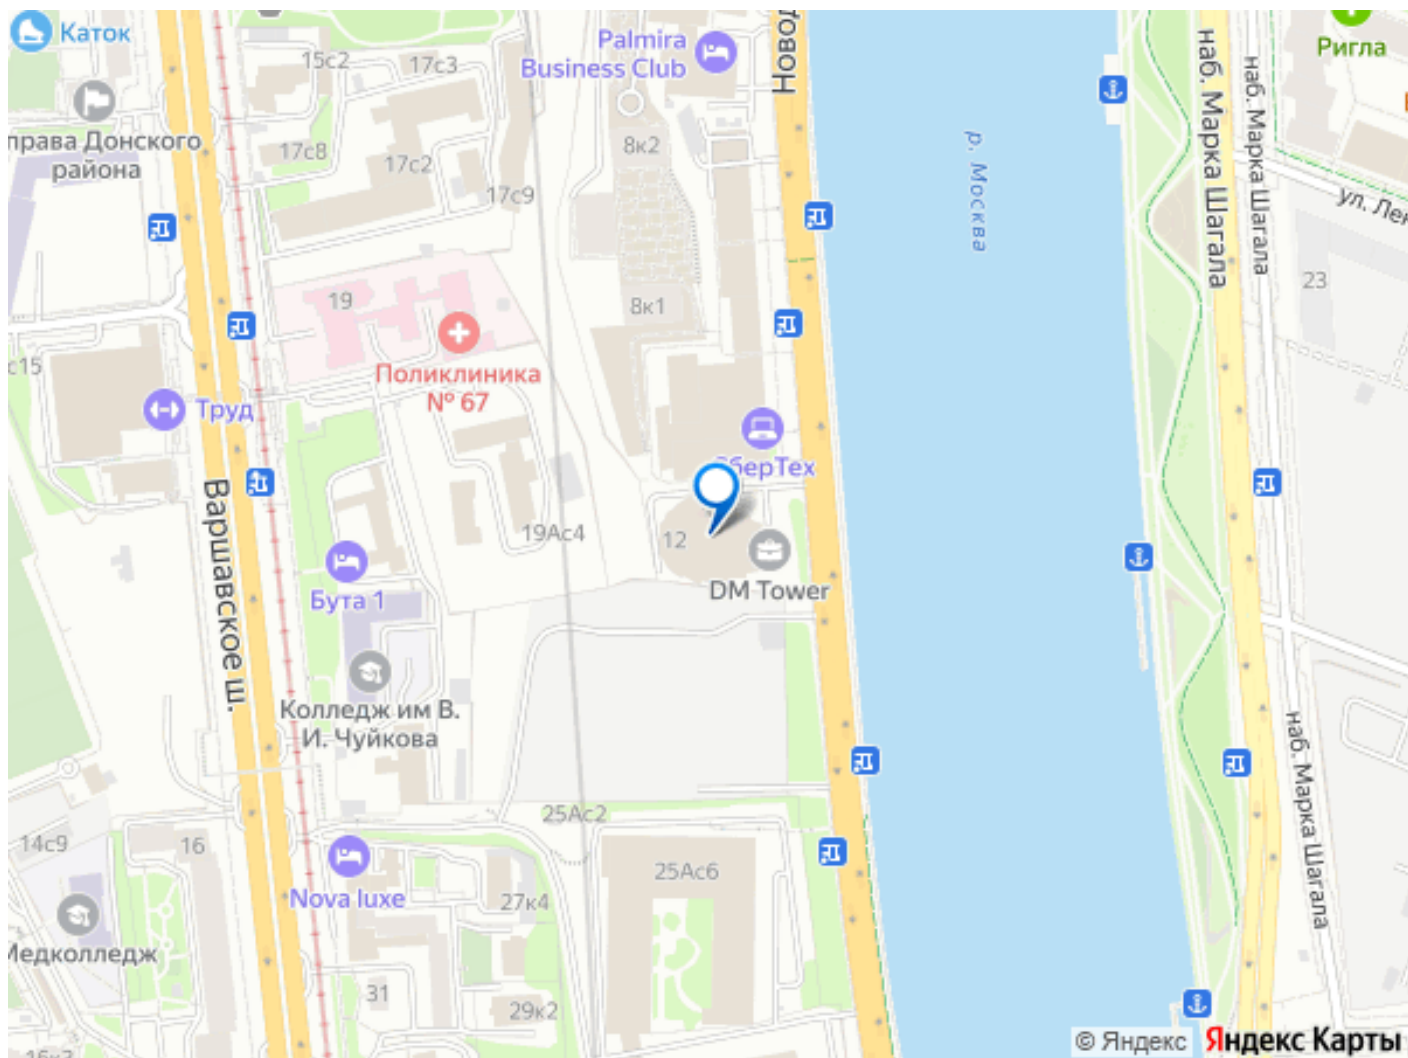 Каток
15с2
17с3
Palmira
Business Club
Новод
наб. Марка Шагала
наб. Марка Шагала
Ригла
права Донского
района
17с8
17с2
8к2
17с9
р. Москва
ул. Лен
19
8к1
23
с15
Поликлиника
№ 67
Труд
СберТех
Варшавское ш.
19Ас4
12
DM Tower
Бута 1
Колледж им В.
И. Чуйкова
наб. Марка Шагала
25Ас2
14с9
16
25Ас6
Nova luxe
27к4
Медколледж
31
29к2
© Яндекс
Яндекс Карты